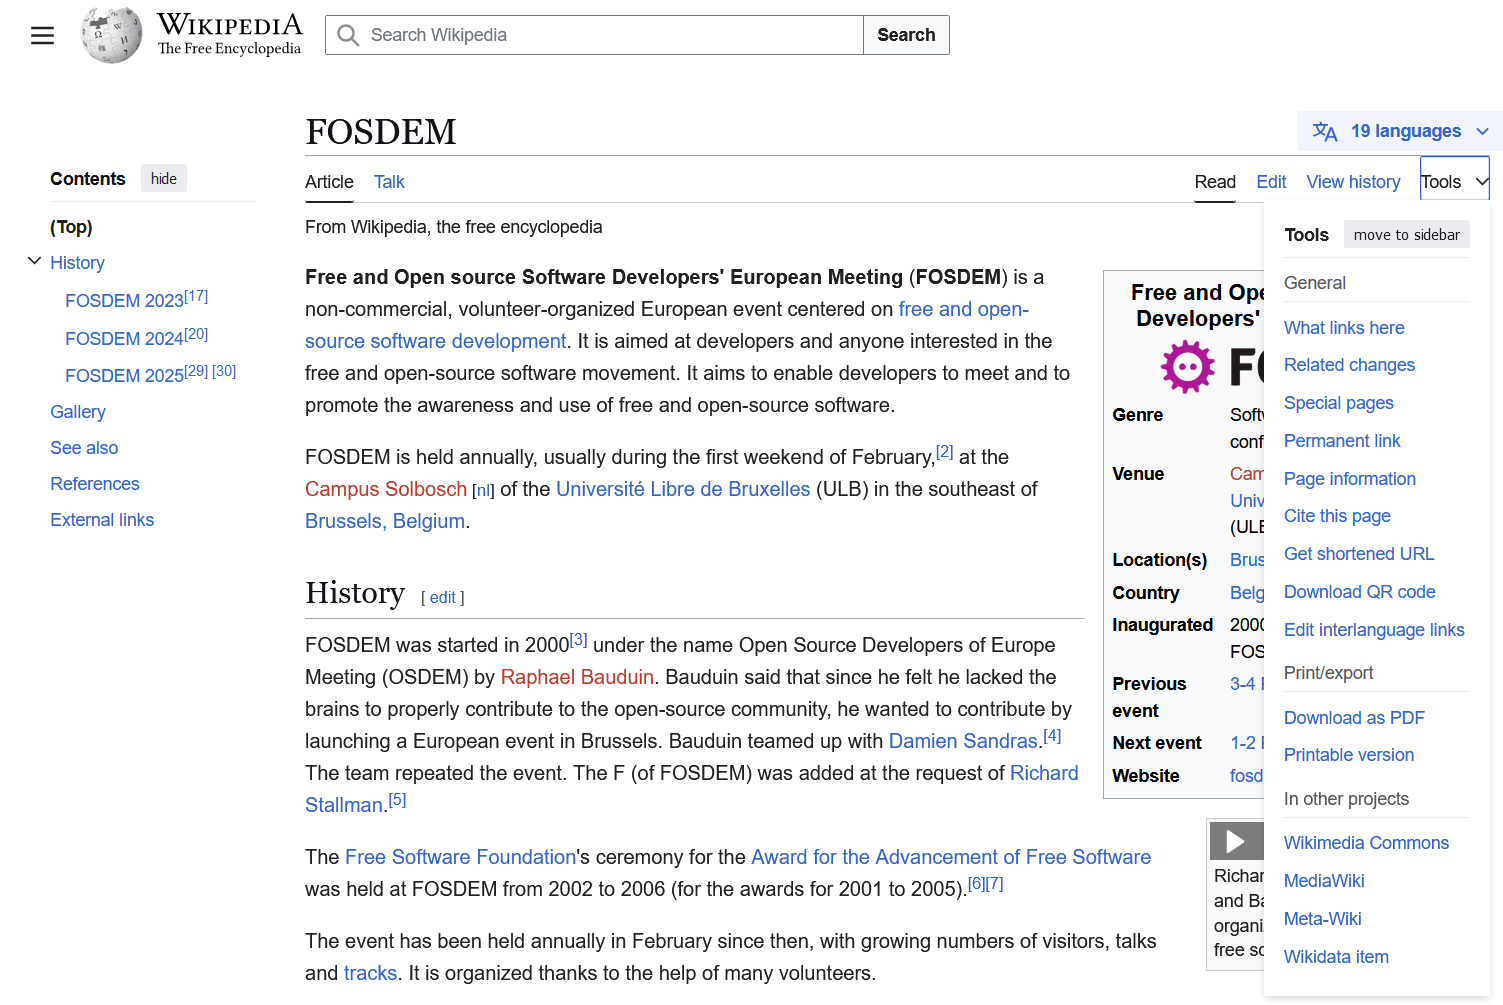 WIKIPEDIA
The Free Encyclopedia
Search Wikipedia
Search
FOSDEM
19 languages
Contents hide
(Top)
History
FOSDEM 2023[17]
FOSDEM 2024[20]
FOSDEM 2025[29] [30]
Gallery
See also
References
External links
Article Talk
Read Edit View history Tools
From Wikipedia, the free encyclopedia
Free and Open source Software Developers' European Meeting (FOSDEM) is a
non-commercial, volunteer-organized European event centered on free and open-
source software development. It is aimed at developers and anyone interested in the
free and open-source software movement. It aims to enable developers to meet and to
promote the awareness and use of free and open-source software.
FOSDEM is held annually, usually during the first weekend of February,[2] at the
Campus Solbosch [nl] of the Université Libre de Bruxelles (ULB) in the southeast of
Brussels, Belgium.
History [ edit ]
FOSDEM was started in 2000[3] under the name Open Source Developers of Europe
Meeting (OSDEM) by Raphael Bauduin. Bauduin said that since he felt he lacked the
brains to properly contribute to the open-source community, he wanted to contribute by
launching a European event in Brussels. Bauduin teamed up with Damien Sandras.[4]
The team repeated the event. The F (of FOSDEM) was added at the request of Richard
Stallman.[5]
The Free Software Foundation's ceremony for the Award for the Advancement of Free Software
was held at FOSDEM from 2002 to 2006 (for the awards for 2001 to 2005).[6][7]
The event has been held annually in February since then, with growing numbers of visitors, talks
and tracks. It is organized thanks to the help of many volunteers.
Free and Ope
Developers'
FO
Genre Softw
conf
Venue Cam
Univ
(ULB
Location(s) Brus
Country Belg
Inaugurated 2000
FOS
Previous 3-4 F
event
Next event 1-2 F
Website fosd
Richar
and Ba
organi
free so
Tools move to sidebar
General
What links here
Related changes
Special pages
Permanent link
Page information
Cite this page
Get shortened URL
Download QR code
Edit interlanguage links
Print/export
Download as PDF
Printable version
In other projects
Wikimedia Commons
MediaWiki
Meta-Wiki
Wikidata item